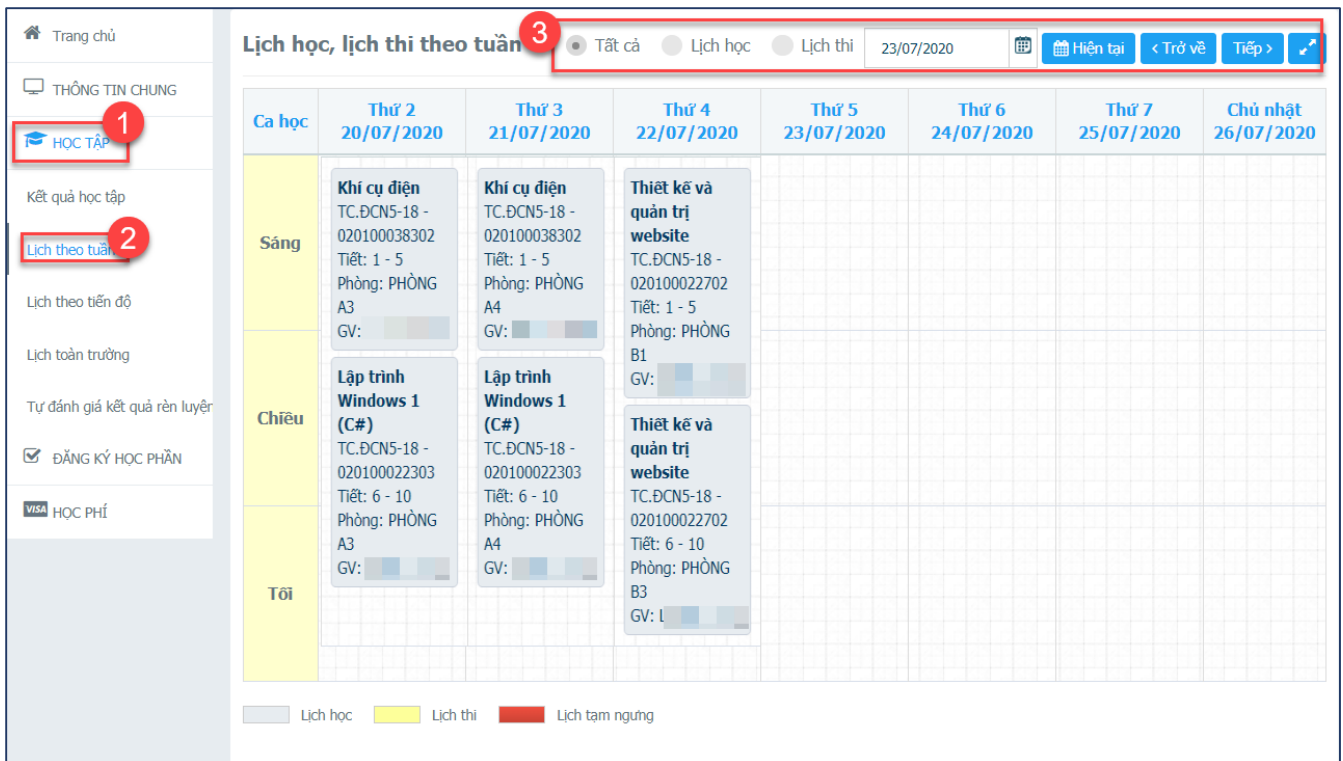 Trang chủ
THÔNG TIN CHUNG
1
HỌC TẬP
Kết quả học tập
2
Lịch theo tuần
Lịch theo tiến độ
Lịch toàn trường
Tự đánh giá kết quả rèn luyện
ĐĂNG KÝ HỌC PHẦN
VISA HỌC PHÍ
Lịch học, lịch thi theo tuần
3
Tất cả Lịch học Lịch thi 23/07/2020 Hiện tại < Trở về Tiếp >
Ca học
Thứ 2
20/07/2020
Thứ 3
21/07/2020
Thứ 4
22/07/2020
Thứ 5
23/07/2020
Thứ 6
24/07/2020
Thứ 7
25/07/2020
Chủ nhật
26/07/2020
Sáng
Khí cụ điện
TC.ĐCN5-18 -
020100038302
Tiết: 1 - 5
Phòng: PHÒNG
A3
GV:
Khí cụ điện
TC.ĐCN5-18 -
020100038302
Tiết: 1 - 5
Phòng: PHÒNG
A4
GV:
Thiết kế và
quản trị
website
TC.ĐCN5-18 -
020100022702
Tiết: 1 - 5
Phòng: PHÒNG
B1
GV:
Chiều
Lập trình
Windows 1
(C#)
TC.ĐCN5-18 -
020100022303
Tiết: 6 - 10
Phòng: PHÒNG
A3
GV:
Lập trình
Windows 1
(C#)
TC.ĐCN5-18 -
020100022303
Tiết: 6 - 10
Phòng: PHÒNG
A4
GV:
Thiết kế và
quản trị
website
TC.ĐCN5-18 -
020100022702
Tiết: 6 - 10
Phòng: PHÒNG
B3
GV: L
Tối
Lịch học Lịch thi Lịch tạm ngưng